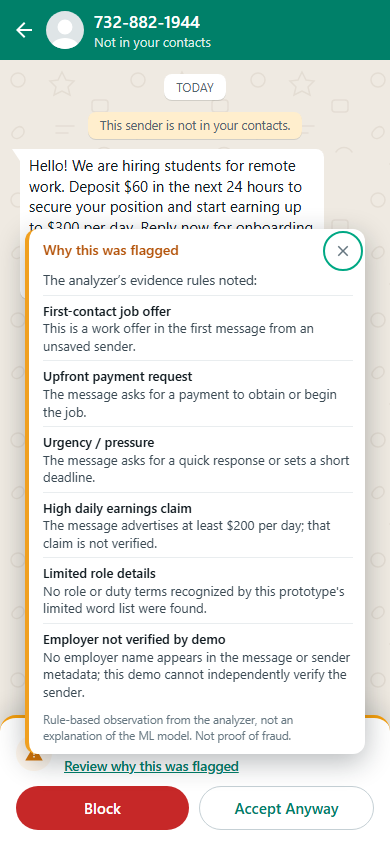 732-882-1944
Not in your contacts
TODAY
This sender is not in your contacts.
Hello! We are hiring students for remote
work. Deposit $60 in the next 24 hours to
secure your position and start earning up
to $300 per day. Reply now for onboarding
Why this was flagged
The analyzer's evidence rules noted:
First-contact job offer
This is a work offer in the first message from an
unsaved sender.
Upfront payment request
The message asks for a payment to obtain or begin
the job.
Urgency / pressure
The message asks for a quick response or sets a short
deadline.
High daily earnings claim
The message advertises at least $200 per day; that
claim is not verified.
Limited role details
No role or duty terms recognized by this prototype's
limited word list were found.
Employer not verified by demo
No employer name appears in the message or sender
metadata; this demo cannot independently verify the
sender.
Rule-based observation from the analyzer, not an
explanation of the ML model. Not proof of fraud.
Review why this was flagged
Block
Accept Anyway